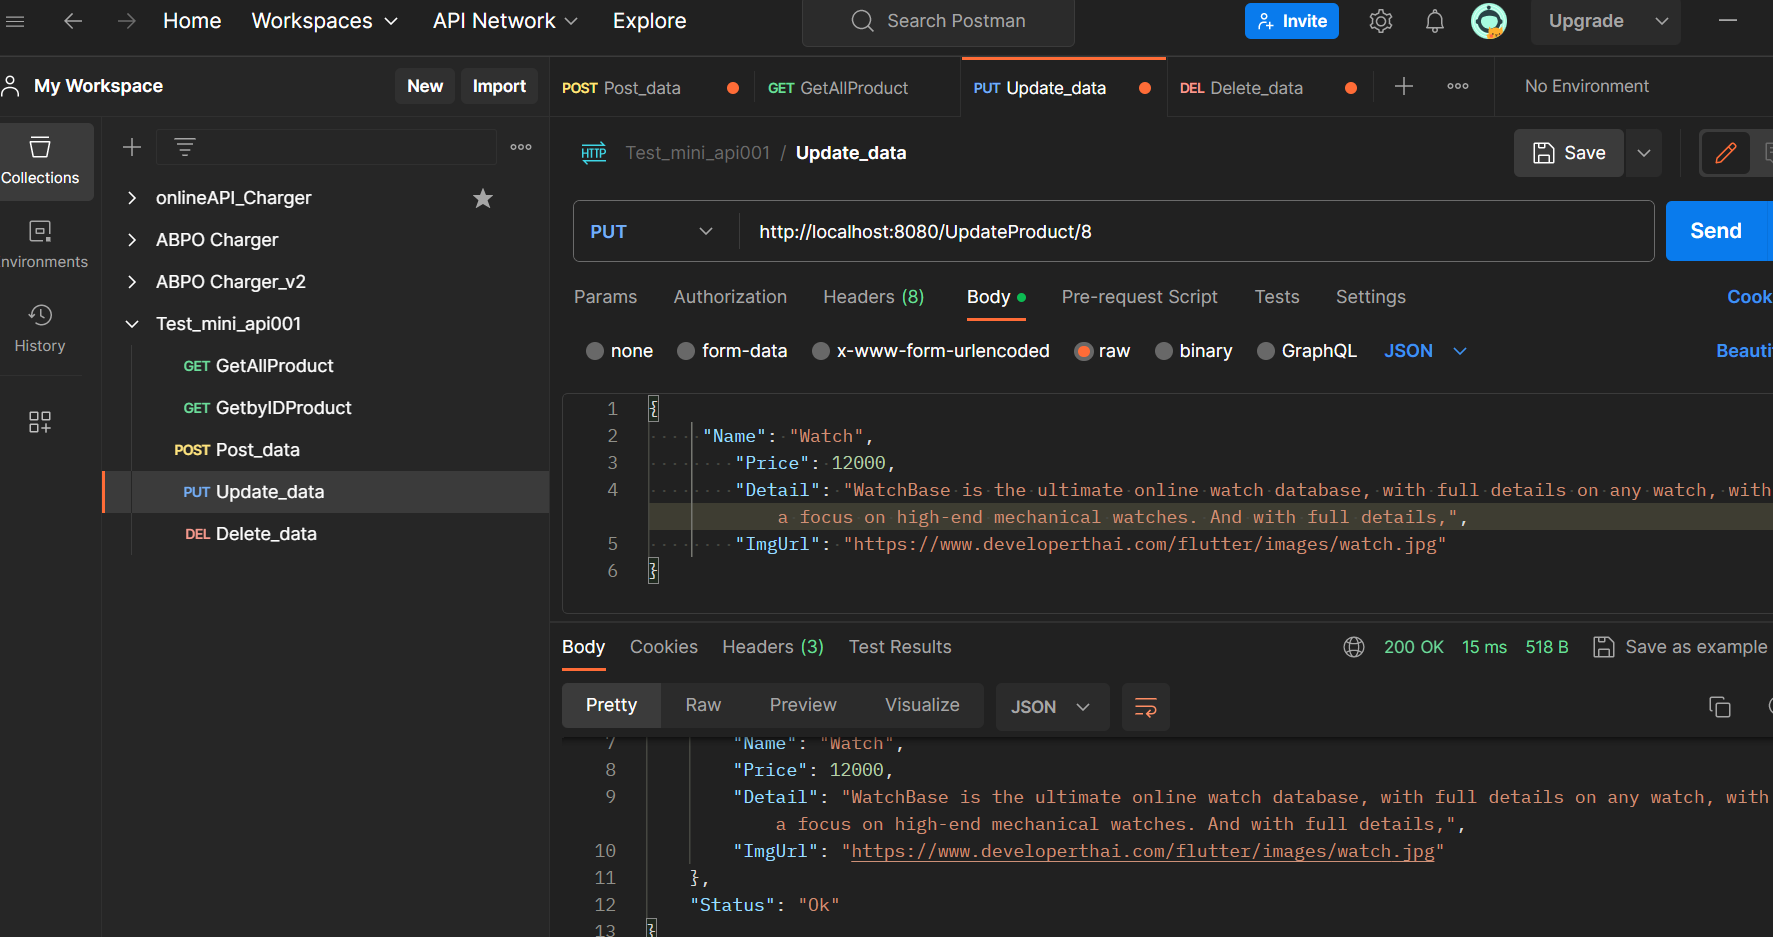 Home Workspaces API Network Explore Search Postman Invite Upgrade
My Workspace New Import
POST Post_data GET GetAllProduct PUT Update_data DEL Delete_data No Environment
Collections
nvironments
History
onlineAPI_Charger
ABPO Charger
ABPO Charger_v2
Test_mini_api001
GET GetAllProduct
GET GetbyIDProduct
POST Post_data
PUT Update_data
DEL Delete_data
HTTP Test_mini_api001 / Update_data Save
PUT http://localhost:8080/UpdateProduct/8 Send
Params Authorization Headers (8) Body Pre-request Script Tests Settings Cook
none form-data x-www-form-urlencoded raw binary GraphQL JSON Beauti
1 {
2 "Name": "Watch",
3 "Price": 12000,
4 "Detail": "WatchBase is the ultimate online watch database, with full details on any watch, with
a focus on high-end mechanical watches. And with full details,",
5 "ImgUrl": "https://www.developerthai.com/flutter/images/watch.jpg"
6 }
Body Cookies Headers (3) Test Results 200 OK 15 ms 518 B Save as example
Pretty Raw Preview Visualize JSON
7 "Name": "Watch",
8 "Price": 12000,
9 "Detail": "WatchBase is the ultimate online watch database, with full details on any watch, with
a focus on high-end mechanical watches. And with full details,",
10 "ImgUrl": "https://www.developerthai.com/flutter/images/watch.jpg"
11 },
12 "Status": "Ok"
13 }